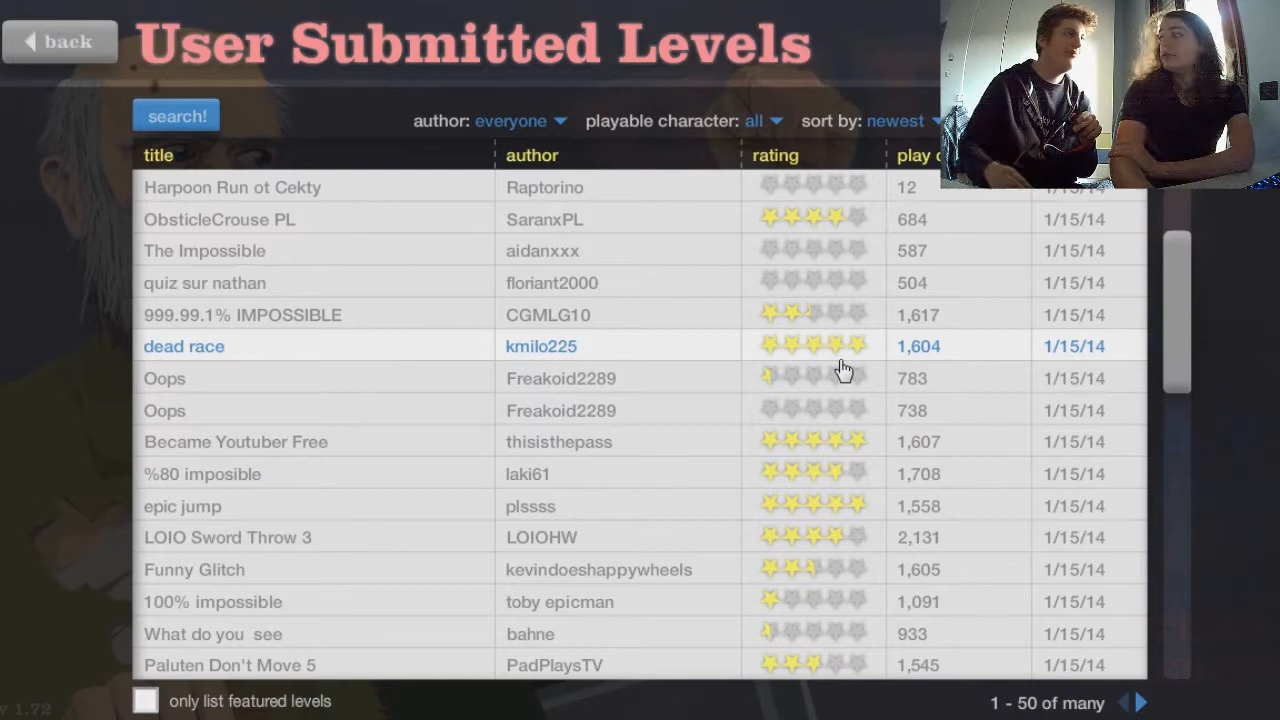 back
User Submitted Levels
search!
author: everyone playable character: all sort by: newest
title author rating play
Harpoon Run ot Cekty Raptorino 12 1/15/14
ObsticleCrouse PL SaranxPL 684 1/15/14
The Impossible aidanxxx 587 1/15/14
quiz sur nathan floriant2000 504 1/15/14
999.99.1% IMPOSSIBLE CGMLG10 1,617 1/15/14
dead race kmilo225 1,604 1/15/14
Oops Freakoid2289 783 1/15/14
Oops Freakoid2289 738 1/15/14
Became Youtuber Free thisisthepass 1,607 1/15/14
%80 imposible laki61 1,708 1/15/14
epic jump plssss 1,558 1/15/14
LOIO Sword Throw 3 LOIOHW 2,131 1/15/14
Funny Glitch kevindoeshappywheels 1,605 1/15/14
100% impossible toby epicman 1,091 1/15/14
What do you see bahne 933 1/15/14
Paluten Don't Move 5 PadPlaysTV 1,545 1/15/14
only list featured levels 1 - 50 of many
v 1.72